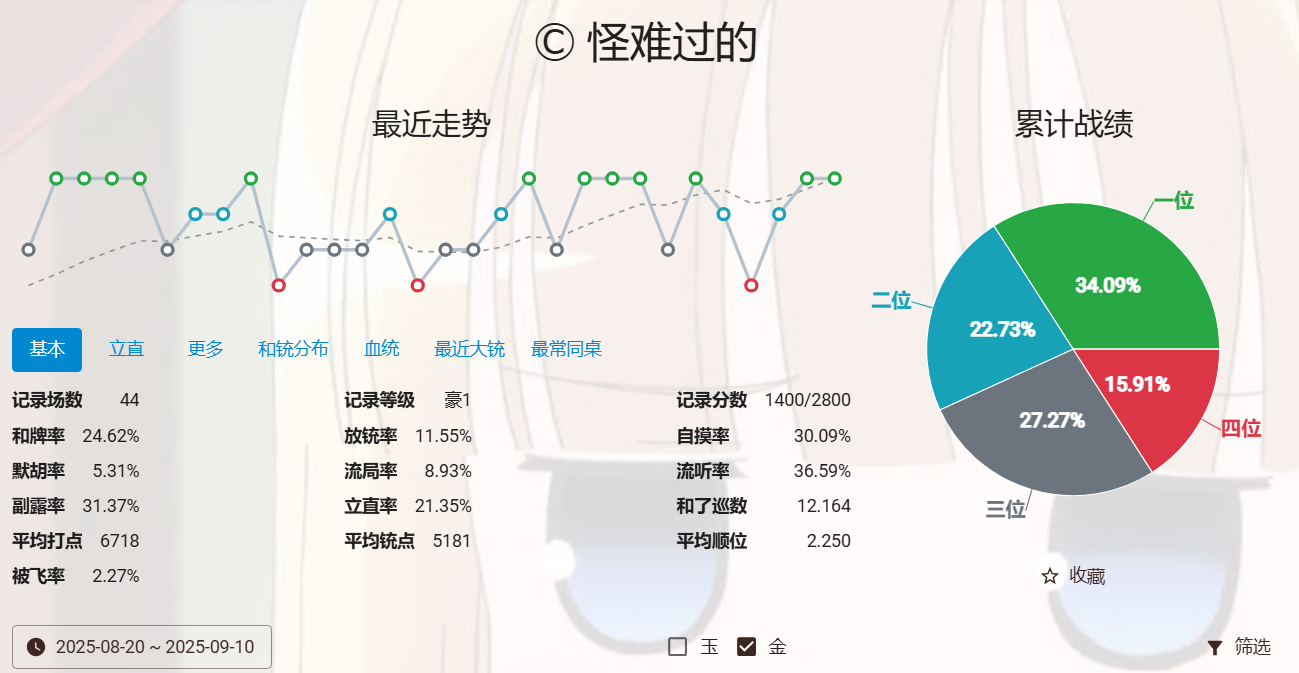 © 怪难过的
最近走势
累计战绩
一位
34.09%
二位
22.73%
15.91%
四位
27.27%
三位
基本 立直 更多 和铳分布 血统 最近大铳 最常同桌
记录场数 44 记录等级 豪1 记录分数 1400/2800
和牌率 24.62% 放铳率 11.55% 自摸率 30.09%
默胡率 5.31% 流局率 8.93% 流听率 36.59%
副露率 31.37% 立直率 21.35% 和了巡数 12.164
平均打点 6718 平均铳点 5181 平均顺位 2.250
被飞率 2.27%
收藏
2025-08-20 ~ 2025-09-10 玉 金 筛选